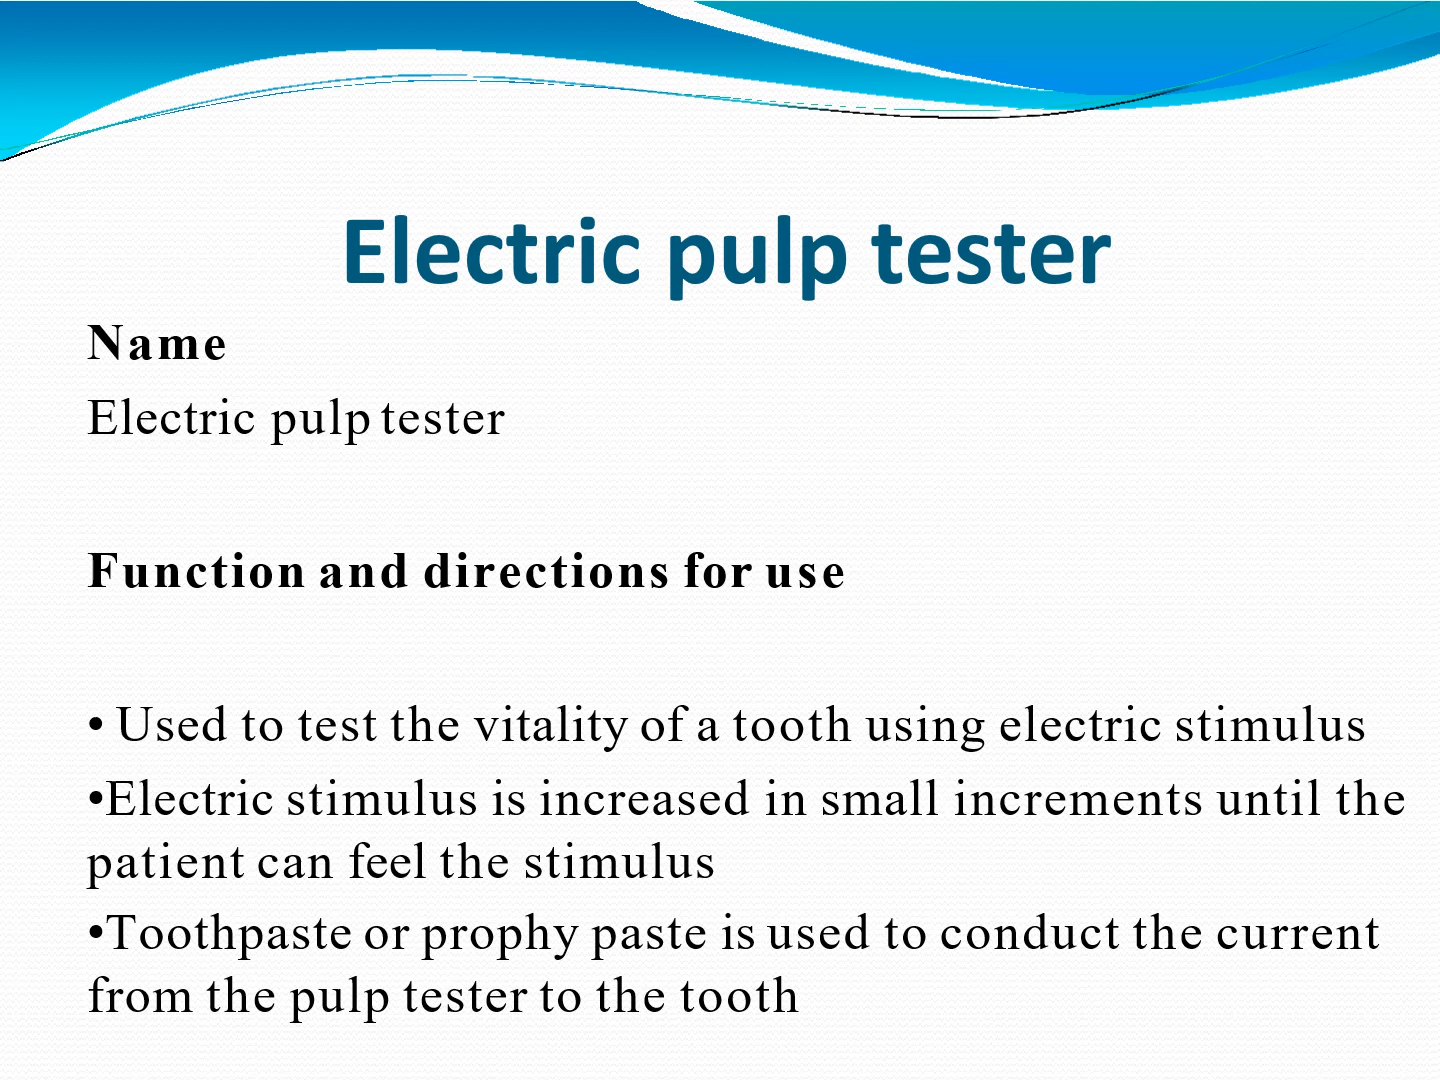 Electric pulp tester
Name
Electric pulp tester
Function and directions for use
• Used to test the vitality of a tooth using electric stimulus
•Electric stimulus is increased in small increments until the
patient can feel the stimulus
•Toothpaste or prophy paste is used to conduct the current
from the pulp tester to the tooth